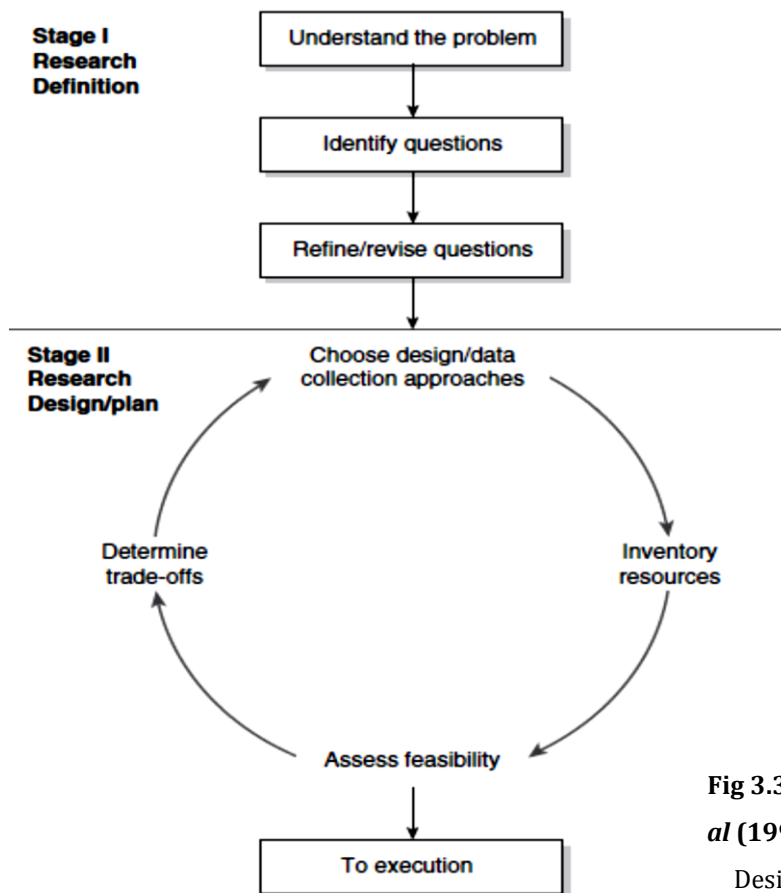 Stage I
Research
Definition
Understand the problem
Identify questions
Refine/revise questions
Stage II
Research
Design/plan
Choose design/data
collection approaches
Determine
trade-offs
Inventory
resources
Assess feasibility
To execution
Fig 3.3
al (199
Desi